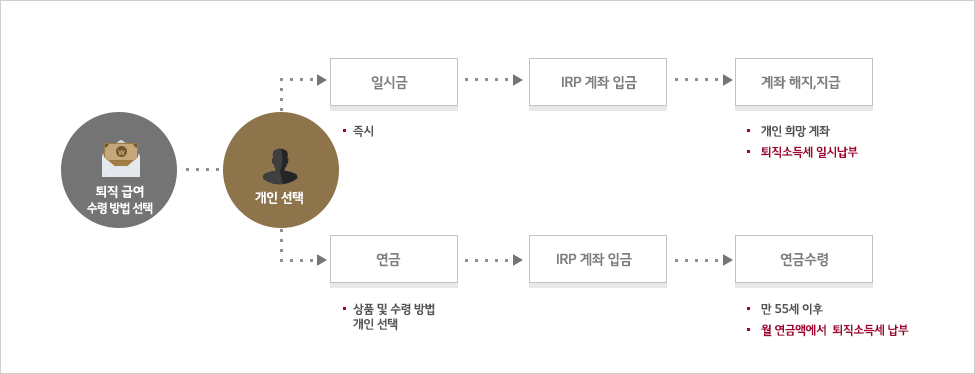 퇴직 급여
수령 방법 선택
W
개인 선택
일시금
즉시
IRP 계좌 입금
계좌 해지,지급
개인 희망 계좌
퇴직소득세 일시납부
연금
상품 및 수령 방법
개인 선택
IRP 계좌 입금
연금수령
만 55세 이후
월 연금액에서 퇴직소득세 납부